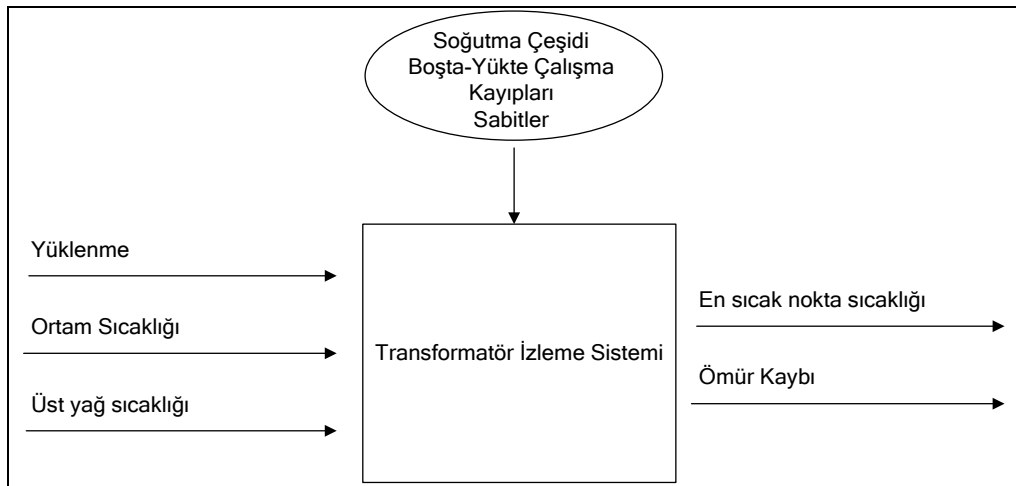 Soğutma Çeşidi
Boşta-Yükte Çalışma
Kayıpları
Sabitler
Yüklenme
Ortam Sıcaklığı
Üst yağ sıcaklığı
Transformatör İzleme Sistemi
En sıcak nokta sıcaklığı
Ömür Kaybı